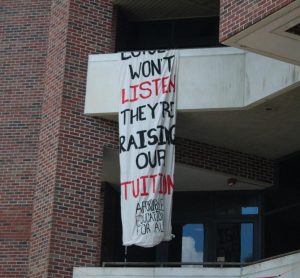 WON'T
LISTEN
THEY'RE
RAISING
OUR
TUITION
AFFORDABLE
EDUCATION
FOR ALL